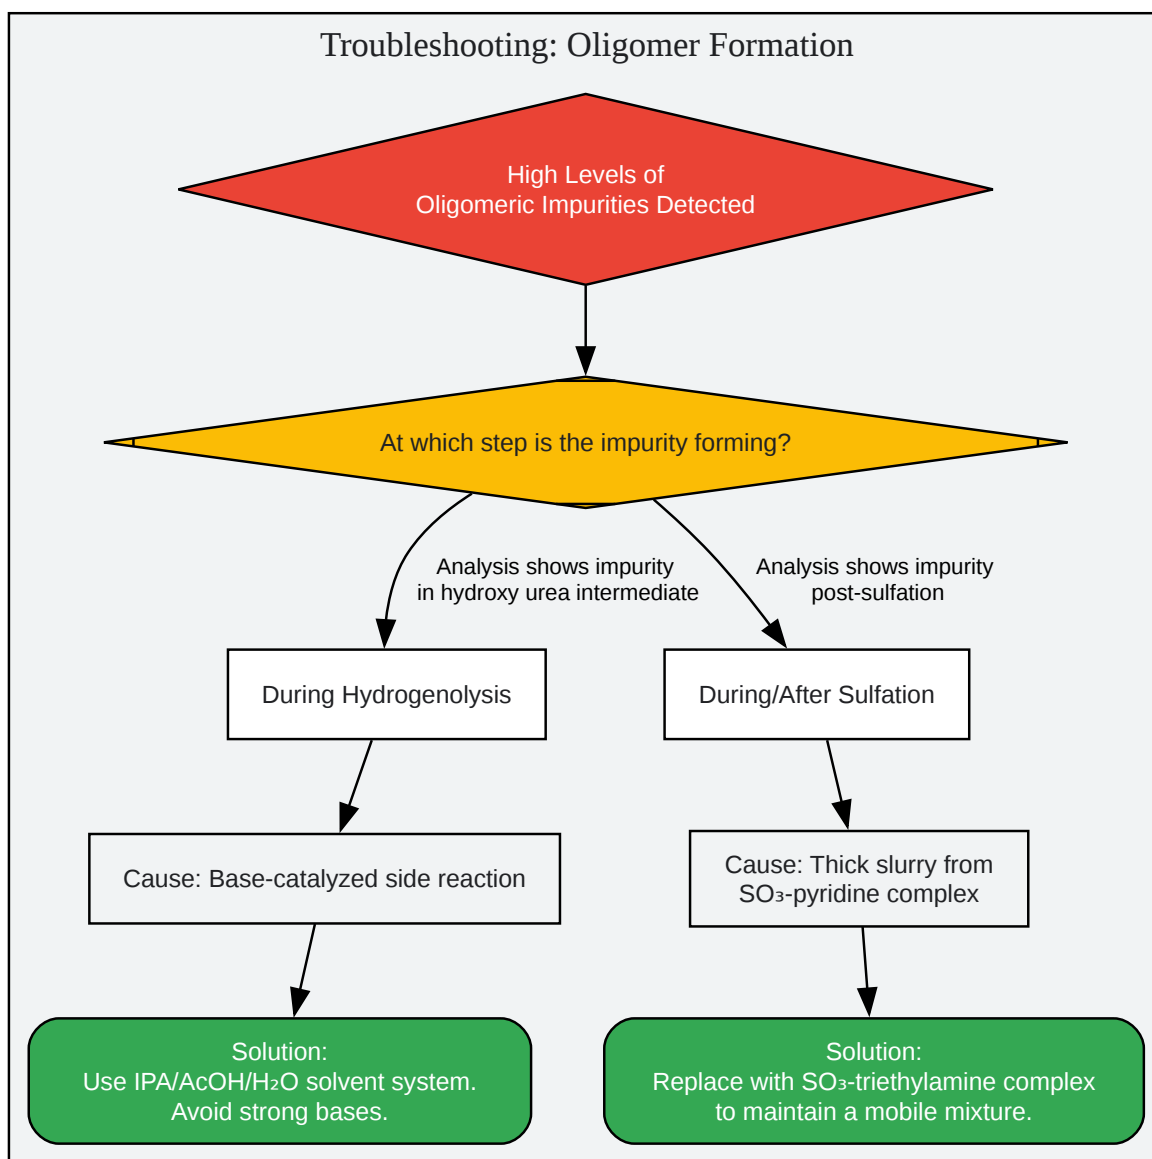 Troubleshooting: Oligomer Formation
High Levels of
Oligomeric Impurities Detected
At which step is the impurity forming?
Analysis shows impurity
in hydroxy urea intermediate
Analysis shows impurity
post-sulfation
During Hydrogenolysis
During/After Sulfation
Cause: Base-catalyzed side reaction
Cause: Thick slurry from
SO₃-pyridine complex
Solution:
Use IPA/AcOH/H₂O solvent system.
Avoid strong bases.
Solution:
Replace with SO₃-triethylamine complex
to maintain a mobile mixture.